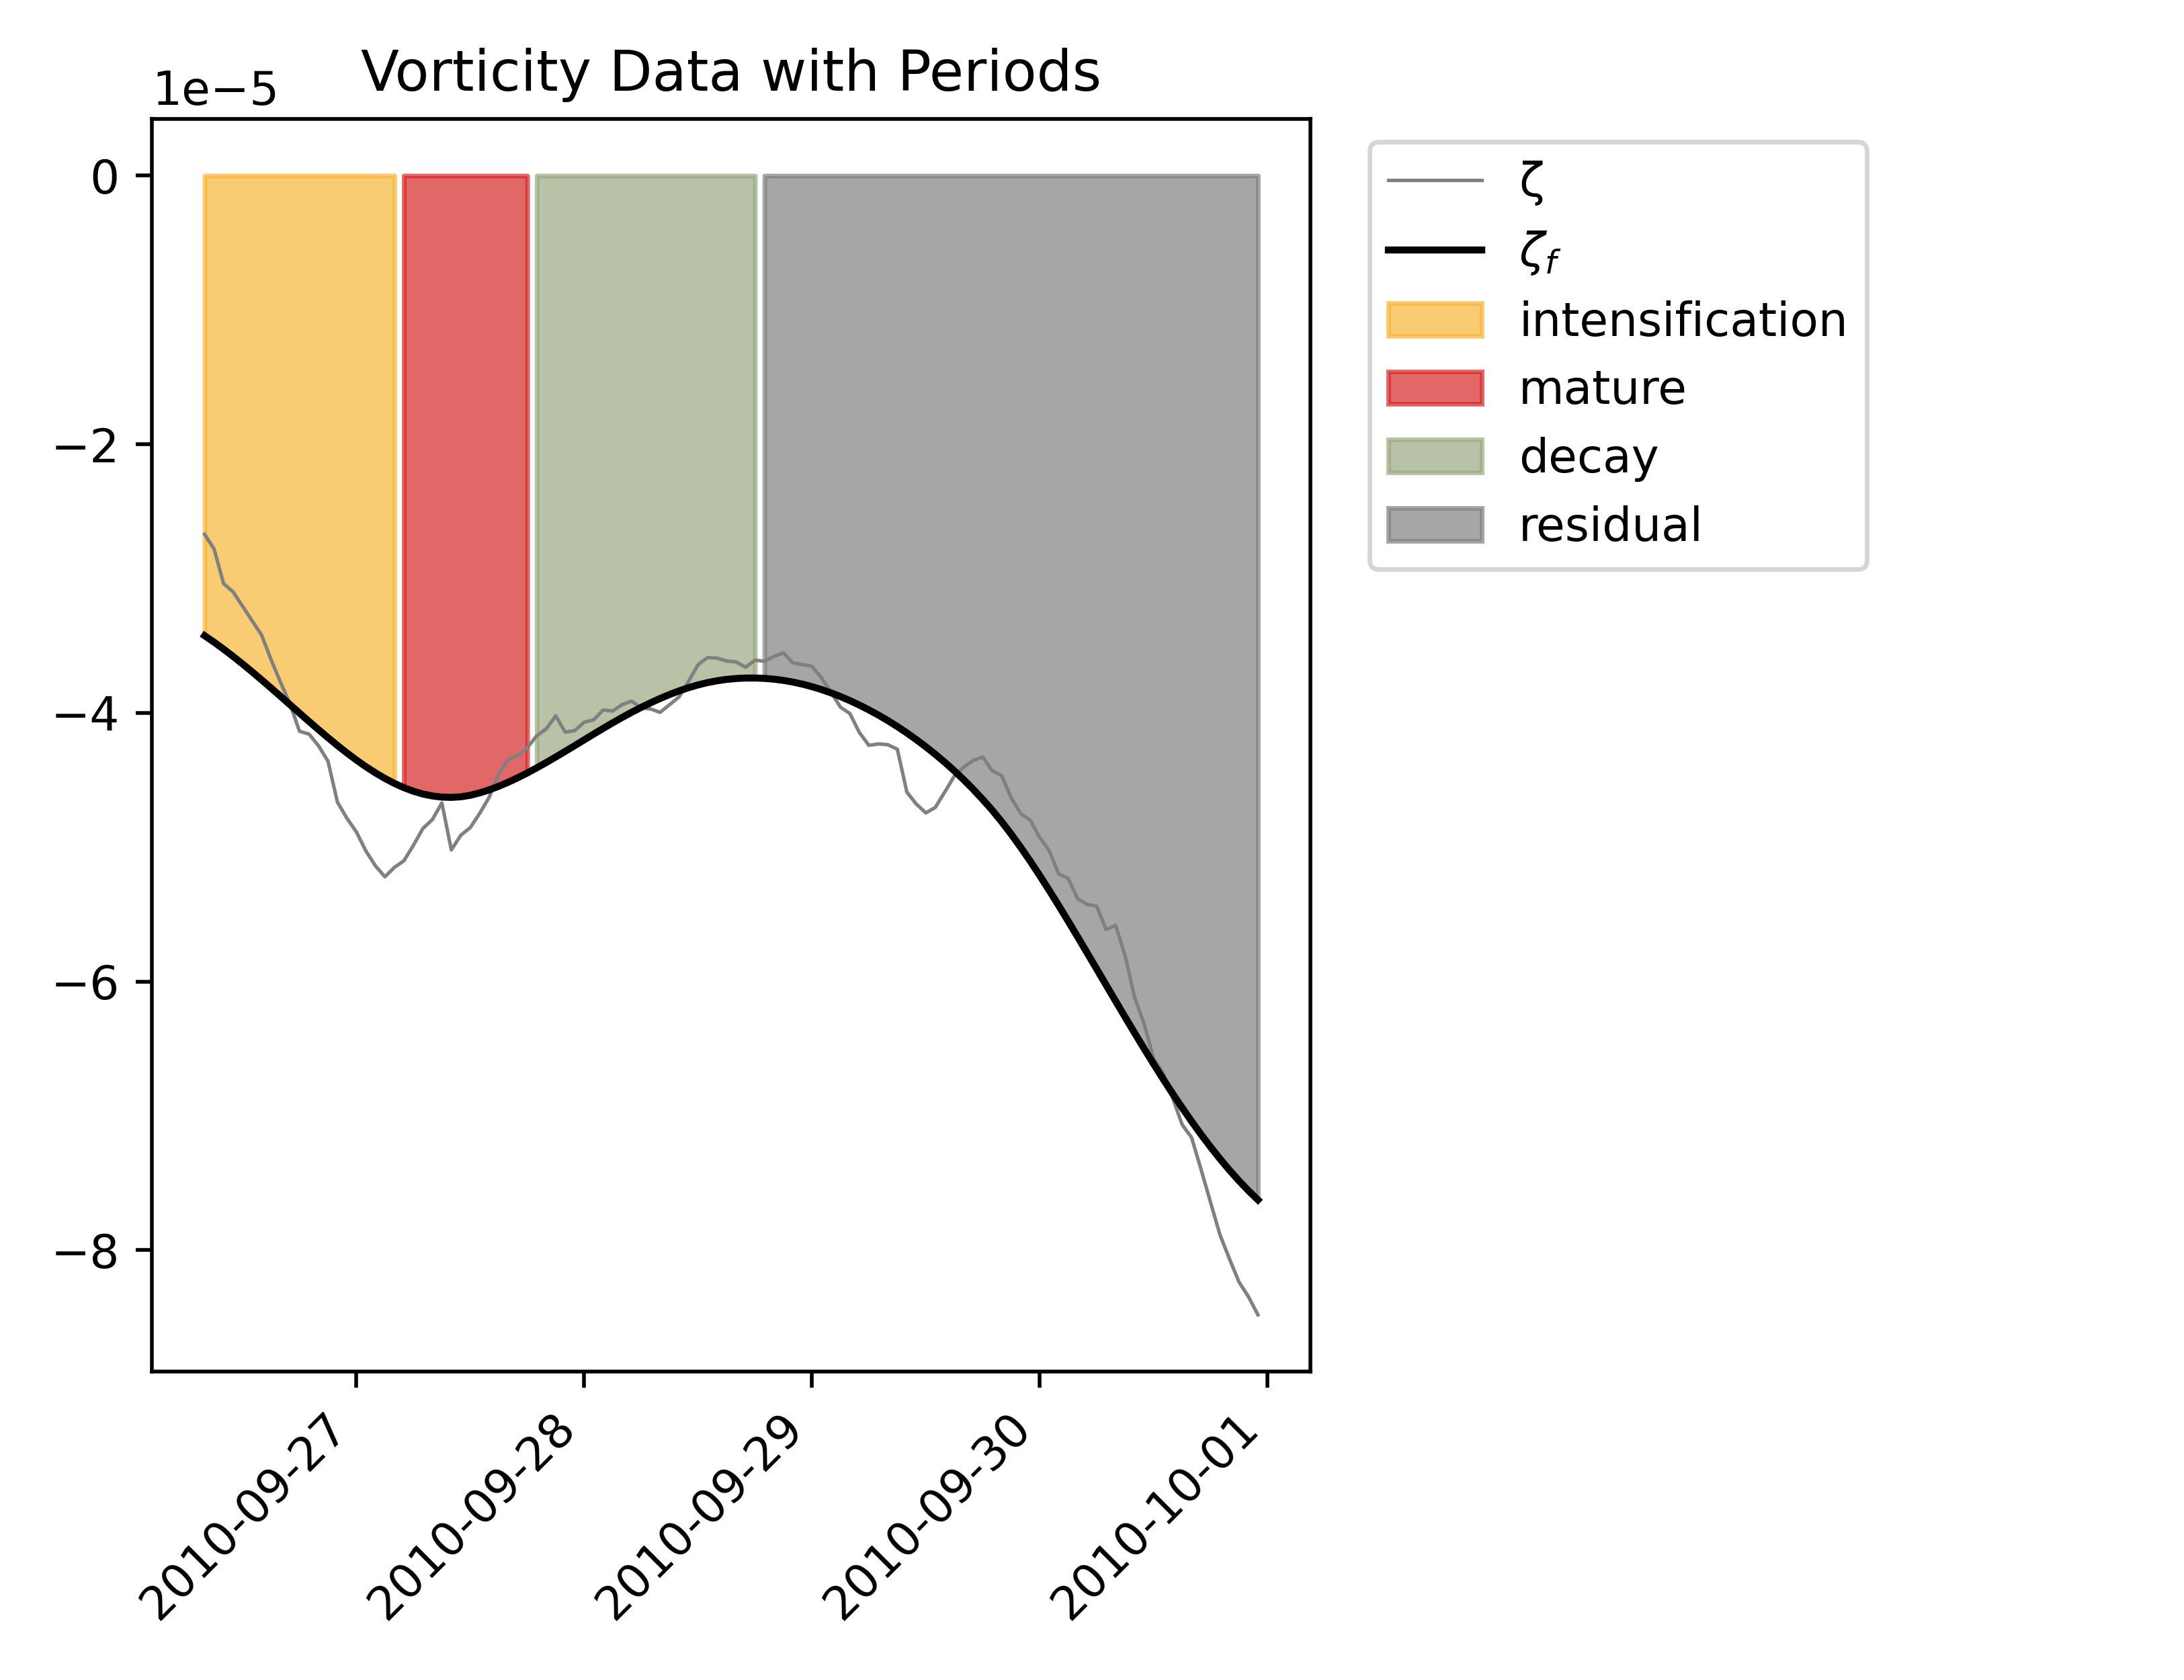 Vorticity Data with Periods
1e−5
0
−2
−4
−6
−8
2010-09-27
2010-09-28
2010-09-29
2010-09-30
2010-10-01
ζ
ζf
intensification
mature
decay
residual